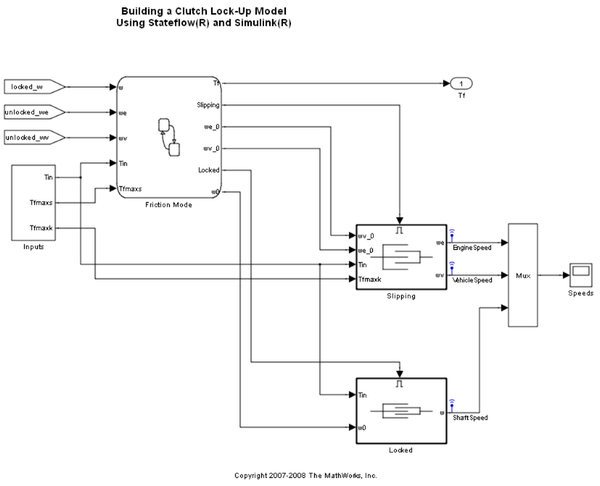 Building a Clutch Lock-Up Model
Using Stateflow(R) and Simulink(R)
locked_w
unlocked_we
unlocked_wv
w
we
wv
Tin
Tfmaxs
Tf
Slipping
we_0
wv_0
Locked
w0
Friction Mode
1
Tf
Tin
Tfmaxs
Tfmaxk
Inputs
wv_0
we_0
Tin
Tfmaxk
we
wv
Slipping
EngineSpeed
VehicleSpeed
Mux
Speeds
Tin
w0
w
Locked
ShaftSpeed
Copyright 2007-2008 The MathWorks, Inc.